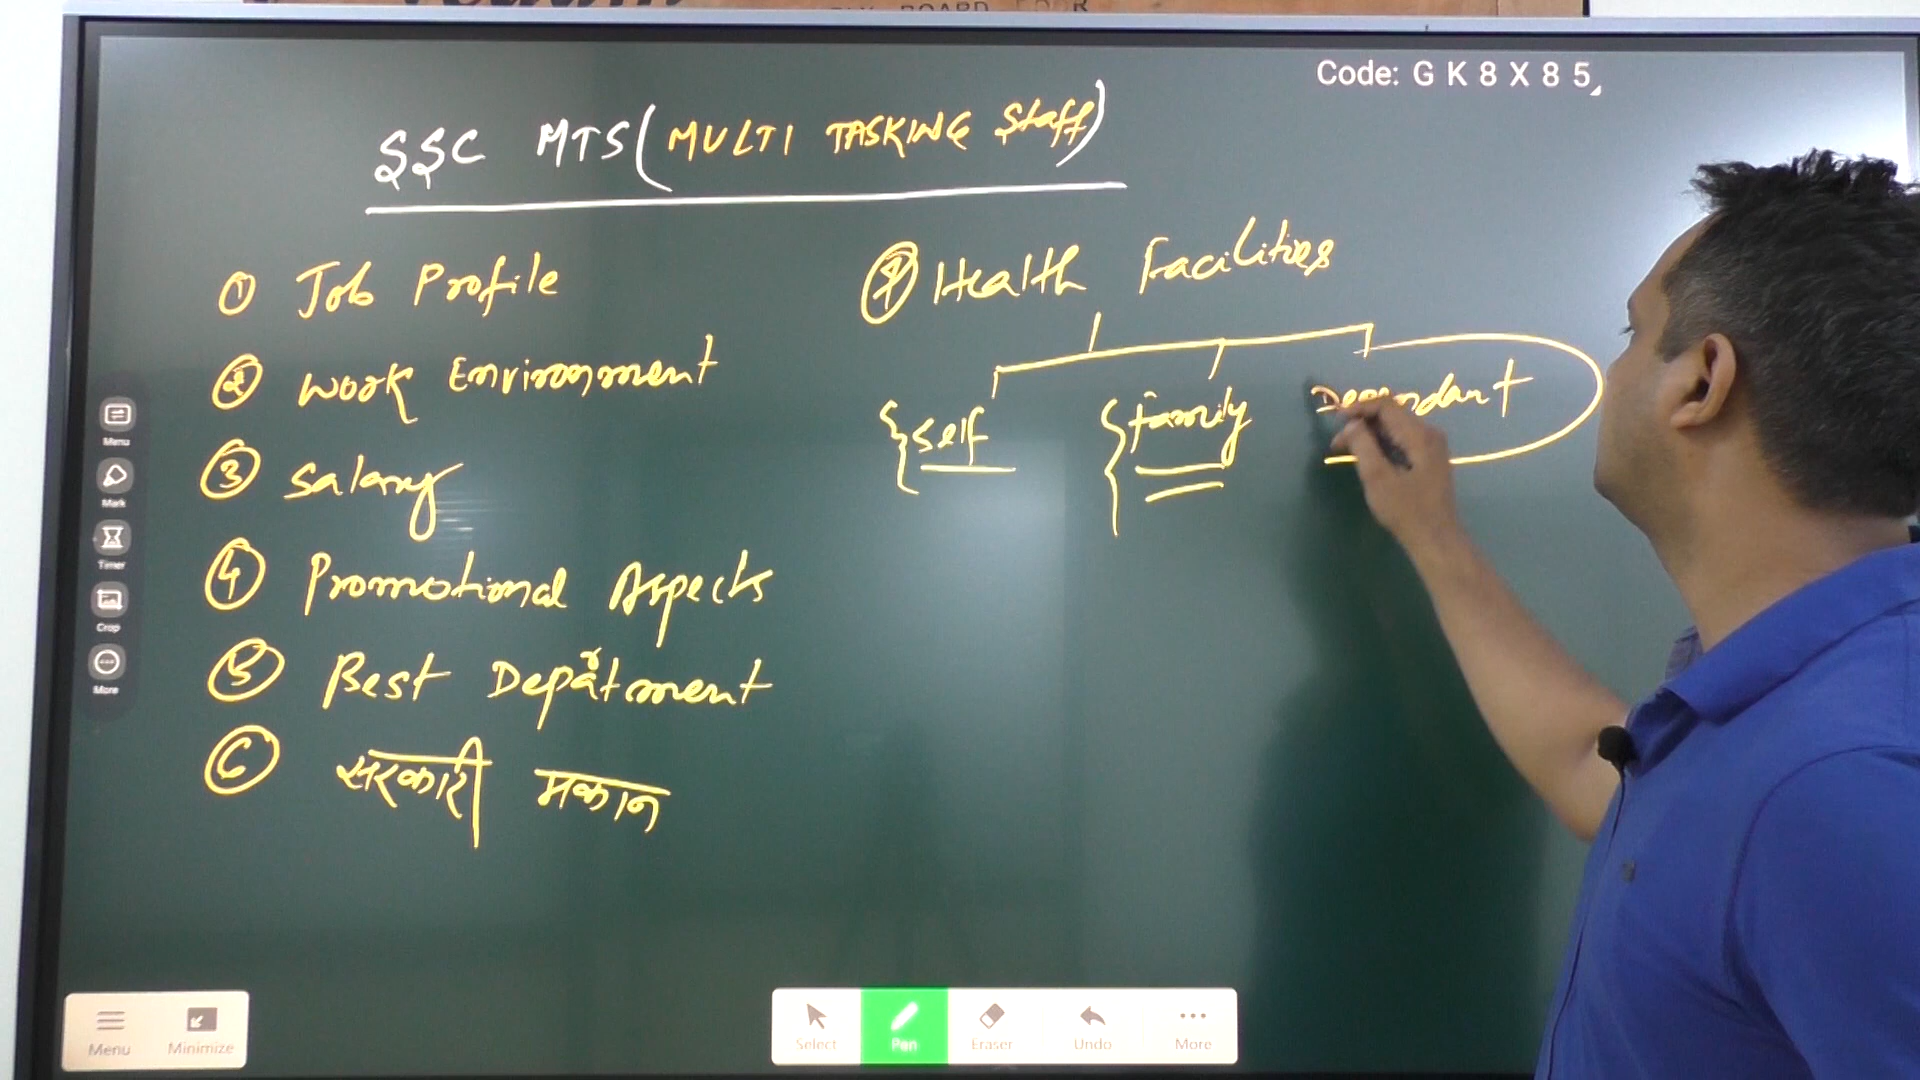 Code: G K 8 X 8 5
SSC MTS (MULTI TASKING Staff)
① Job Profile
② Work Environment
③ Salary
④ Promotional Aspects
⑤ Best Department
⑥ सरकारी मकान
⑦ Health Facilities
Self Family Dependant
Menu
Mark
Timer
Crop
More
Menu Minimize
Select Pen Eraser Undo More